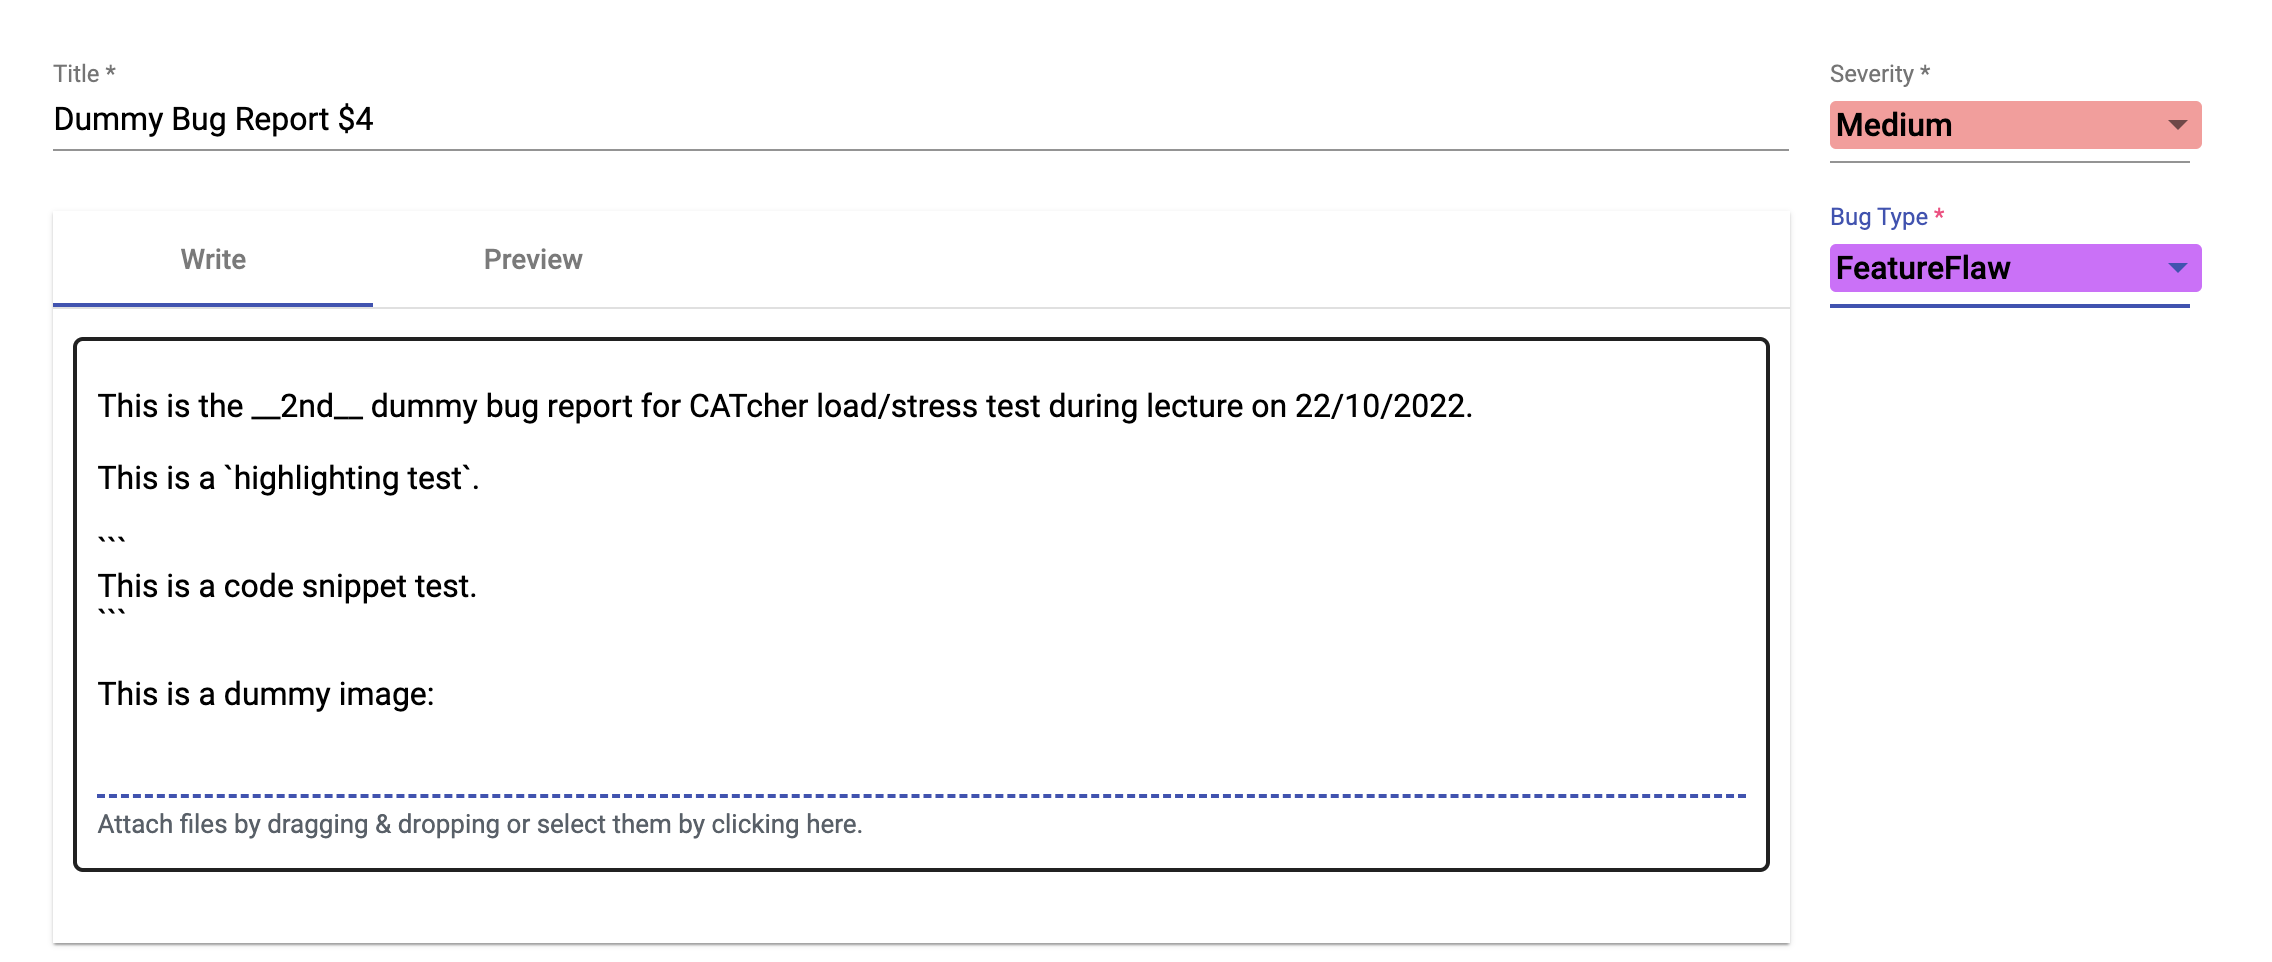 Title *
Dummy Bug Report $4
Severity *
Medium
Bug Type *
FeatureFlaw
Write
Preview
This is the __2nd__ dummy bug report for CATcher load/stress test during lecture on 22/10/2022.
This is a `highlighting test`.
```
This is a code snippet test.
```
This is a dummy image:
Attach files by dragging & dropping or select them by clicking here.